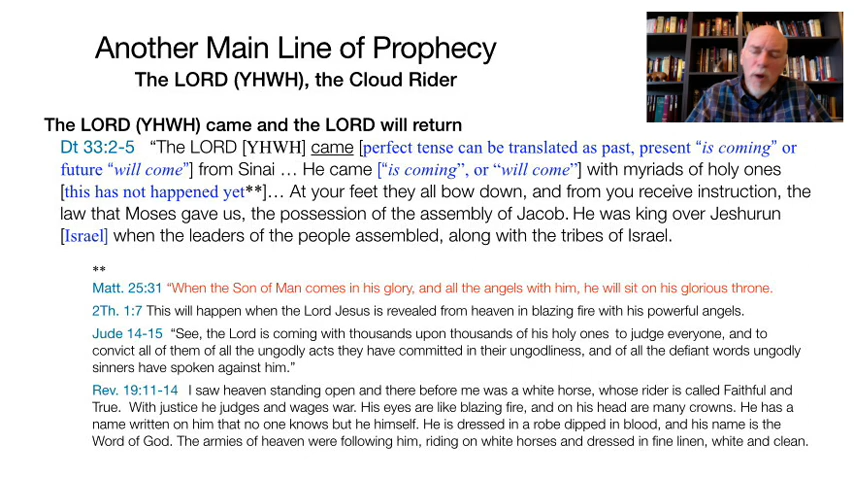 Another Main Line of Prophecy
The LORD (YHWH), the Cloud Rider
The LORD (YHWH) came and the LORD will return
Dt 33:2-5 “The LORD [YHWH] came [perfect tense can be translated as past, present “is coming” or
future “will come”] from Sinai … He came [“is coming”, or “will come”] with myriads of holy ones
[this has not happened yet**]… At your feet they all bow down, and from you receive instruction, the
law that Moses gave us, the possession of the assembly of Jacob. He was king over Jeshurun
[Israel] when the leaders of the people assembled, along with the tribes of Israel.
**
Matt. 25:31 “When the Son of Man comes in his glory, and all the angels with him, he will sit on his glorious throne.
2Th. 1:7 This will happen when the Lord Jesus is revealed from heaven in blazing fire with his powerful angels.
Jude 14-15 “See, the Lord is coming with thousands upon thousands of his holy ones to judge everyone, and to
convict all of them of all the ungodly acts they have committed in their ungodliness, and of all the defiant words ungodly
sinners have spoken against him.”
Rev. 19:11-14 I saw heaven standing open and there before me was a white horse, whose rider is called Faithful and
True. With justice he judges and wages war. His eyes are like blazing fire, and on his head are many crowns. He has a
name written on him that no one knows but he himself. He is dressed in a robe dipped in blood, and his name is the
Word of God. The armies of heaven were following him, riding on white horses and dressed in fine linen, white and clean.